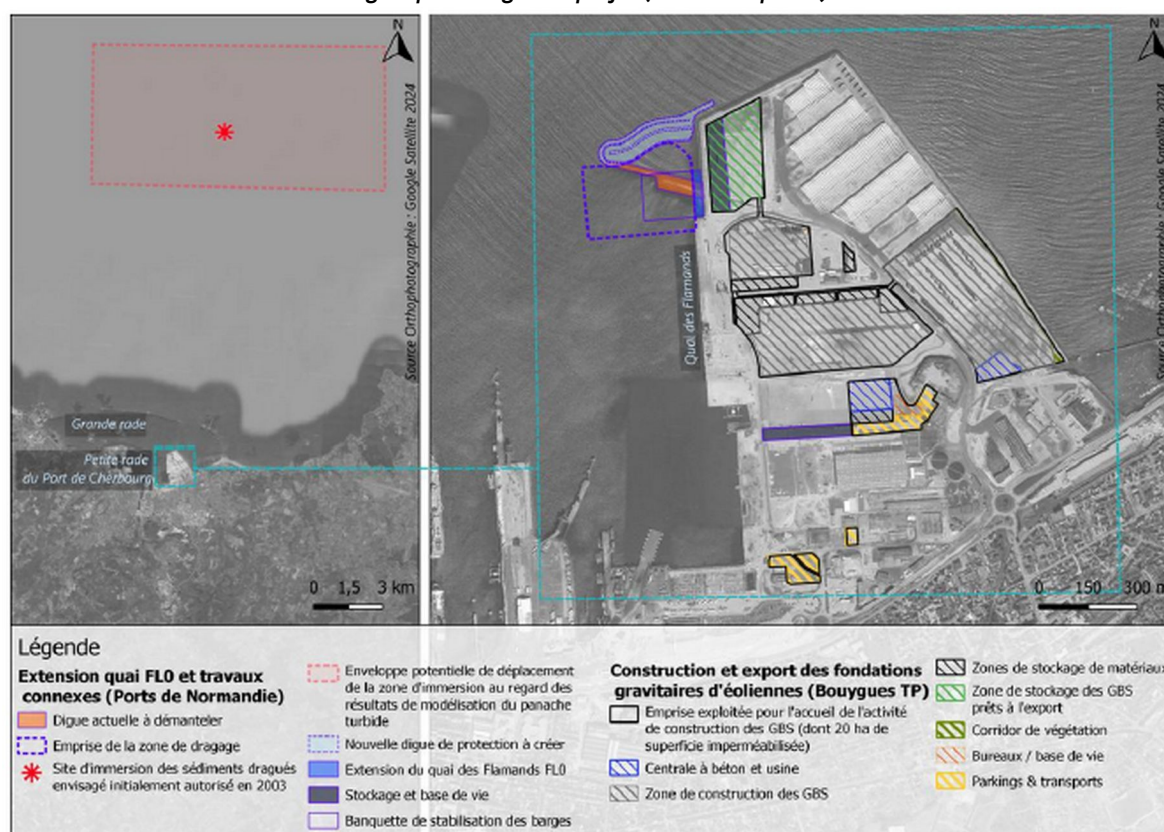 N
N
Source Orthophotographie : Google Satellite 2024
Source Orthophotographie : Google Satellite 2024
Quai des Flamands
Grande rade
Petite rade
du Port de Cherbourg
0 1,5 3 km
0 150 300 m
Légende
Extension quai FL0 et travaux
connexes (Ports de Normandie)
Digue actuelle à démanteler
Emprise de la zone de dragage
Site d'immersion des sédiments dragués
envisagé initialement autorisé en 2003
Enveloppe potentielle de déplacement
de la zone d'immersion au regard des
résultats de modélisation du panache
turbide
Nouvelle digue de protection à créer
Extension du quai des Flamands FL0
Stockage et base de vie
Banquette de stabilisation des barges
Construction et export des fondations
gravitaires d'éoliennes (Bouygues TP)
Emprise exploitée pour l'accueil de l'activité
de construction des GBS (dont 20 ha de
superficie imperméabilisée)
Centrale à béton et usine
Zone de construction des GBS
Zones de stockage de matériaux
Zone de stockage des GBS
prêts à l'export
Corridor de végétation
Bureaux / base de vie
Parkings & transports